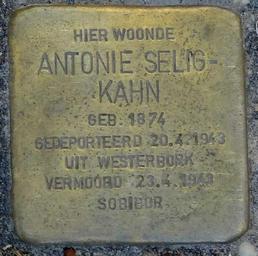 HIER WOONDE
ANTONIE SELIG-
KAHN
GEB. 1874
GEDEPORTEERD 20.4.1943
UIT WESTERBORK
VERMOORD 23.4.1943
SOBIBOR